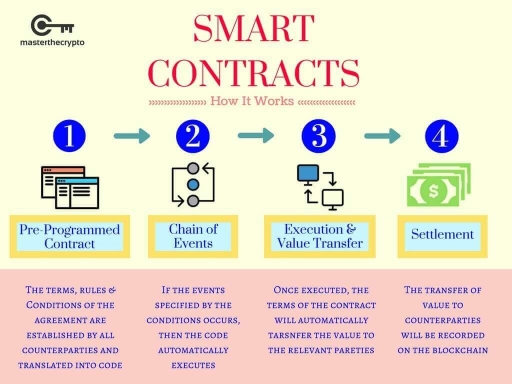 masterthecrypto
SMART
CONTRACTS
»»»»»»»»»» How It Works ««««««««««
1
2
3
4
Pre-Programmed
Contract
Chain of
Events
Execution &
Value Transfer
Settlement
$
The terms, rules &
Conditions of the
agreement are
established by all
counterparties and
translated into code
If the events
specified by the
conditions occurs,
then the code
automatically
executes
Once executed, the
terms of the contract
will automatically
tarsnfer the value to
the relevant pareties
The transfer of
value to
counterparties
will be recorded
on the blockchain